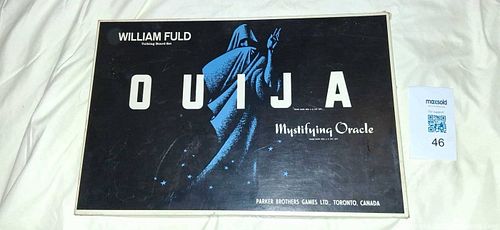 WILLIAM FULD
Talking Board Set
OUIJA
Mystifying Oracle
PARKER BROTHERS GAMES LTD., TORONTO, CANADA
maxsold
46